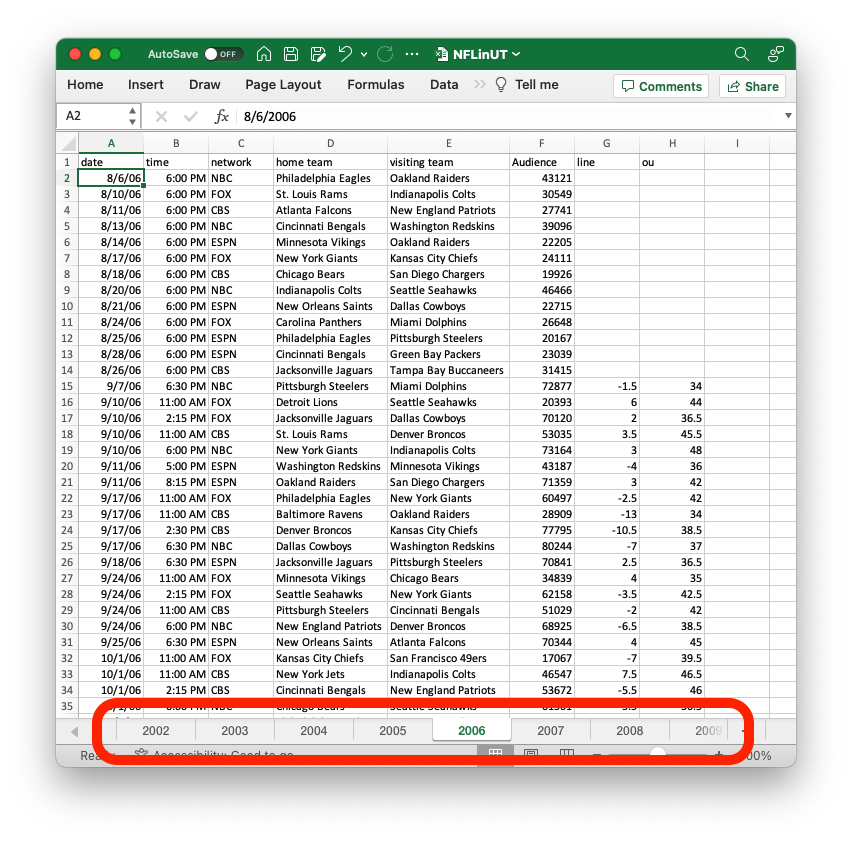 AutoSave OFF ... NFLinUT
Home Insert Draw Page Layout Formulas Data >> Tell me Comments Share
A2 fx 8/6/2006
A B C D E F G H I
1 date time network home team visiting team Audience line ou
2 8/6/06 6:00 PM NBC Philadelphia Eagles Oakland Raiders 43121
3 8/10/06 6:00 PM FOX St. Louis Rams Indianapolis Colts 30549
4 8/11/06 6:00 PM CBS Atlanta Falcons New England Patriots 27741
5 8/13/06 6:00 PM NBC Cincinnati Bengals Washington Redskins 39096
6 8/14/06 6:00 PM ESPN Minnesota Vikings Oakland Raiders 22205
7 8/17/06 6:00 PM FOX New York Giants Kansas City Chiefs 24111
8 8/18/06 6:00 PM CBS Chicago Bears San Diego Chargers 19926
9 8/20/06 6:00 PM NBC Indianapolis Colts Seattle Seahawks 46466
10 8/21/06 6:00 PM ESPN New Orleans Saints Dallas Cowboys 22715
11 8/24/06 6:00 PM FOX Carolina Panthers Miami Dolphins 26648
12 8/25/06 6:00 PM ESPN Philadelphia Eagles Pittsburgh Steelers 20167
13 8/28/06 6:00 PM ESPN Cincinnati Bengals Green Bay Packers 23039
14 8/26/06 6:00 PM CBS Jacksonville Jaguars Tampa Bay Buccaneers 31415
15 9/7/06 6:30 PM NBC Pittsburgh Steelers Miami Dolphins 72877 -1.5 34
16 9/10/06 11:00 AM FOX Detroit Lions Seattle Seahawks 20393 6 44
17 9/10/06 2:15 PM FOX Jacksonville Jaguars Dallas Cowboys 70120 2 36.5
18 9/10/06 11:00 AM CBS St. Louis Rams Denver Broncos 53035 3.5 45.5
19 9/10/06 6:00 PM NBC New York Giants Indianapolis Colts 73164 3 48
20 9/11/06 5:00 PM ESPN Washington Redskins Minnesota Vikings 43187 -4 36
21 9/11/06 8:15 PM ESPN Oakland Raiders San Diego Chargers 71359 3 42
22 9/17/06 11:00 AM FOX Philadelphia Eagles New York Giants 60497 -2.5 42
23 9/17/06 11:00 AM CBS Baltimore Ravens Oakland Raiders 28909 -13 34
24 9/17/06 2:30 PM CBS Denver Broncos Kansas City Chiefs 77795 -10.5 38.5
25 9/17/06 6:30 PM NBC Dallas Cowboys Washington Redskins 80244 -7 37
26 9/18/06 6:30 PM ESPN Jacksonville Jaguars Pittsburgh Steelers 70841 2.5 36.5
27 9/24/06 11:00 AM FOX Minnesota Vikings Chicago Bears 34839 4 35
28 9/24/06 2:15 PM FOX Seattle Seahawks New York Giants 62158 -3.5 42.5
29 9/24/06 11:00 AM CBS Pittsburgh Steelers Cincinnati Bengals 51029 -2 42
30 9/24/06 6:00 PM NBC New England Patriots Denver Broncos 68925 -6.5 38.5
31 9/25/06 6:30 PM ESPN New Orleans Saints Atlanta Falcons 70344 4 45
32 10/1/06 11:00 AM FOX Kansas City Chiefs San Francisco 49ers 17067 -7 39.5
33 10/1/06 11:00 AM CBS New York Jets Indianapolis Colts 46547 7.5 46.5
34 10/1/06 2:15 PM CBS Cincinnati Bengals New England Patriots 53672 -5.5 46
35
2002 2003 2004 2005 2006 2007 2008 2009
Accessibility: Good to go